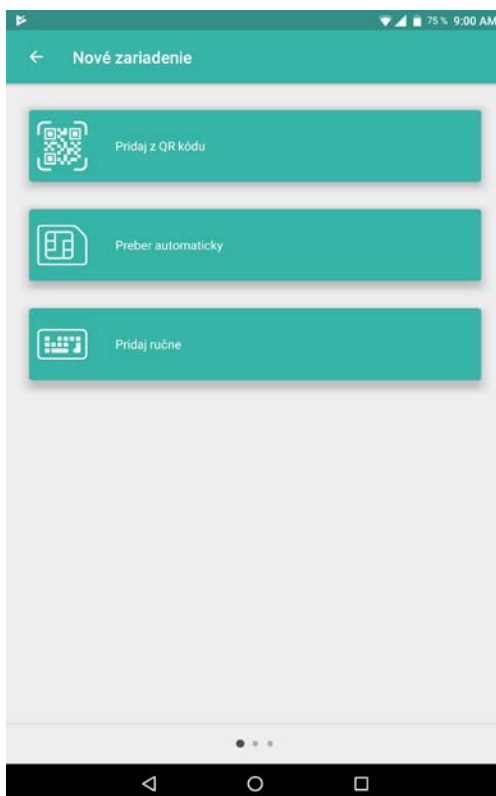 75 % 9:00 AM
Nové zariadenie
Pridaj z QR kódu
Preber automaticky
Pridaj ručne